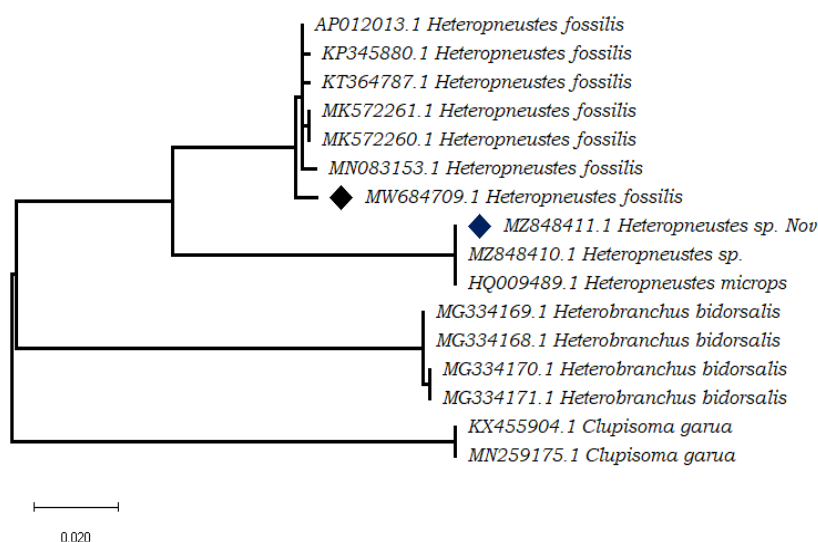 AP012013.1 Heteropneustes fossilis
KP345880.1 Heteropneustes fossilis
KT364787.1 Heteropneustes fossilis
MK572261.1 Heteropneustes fossilis
MK572260.1 Heteropneustes fossilis
MN083153.1 Heteropneustes fossilis
MW684709.1 Heteropneustes fossilis
MZ848411.1 Heteropneustes sp. Nov
MZ848410.1 Heteropneustes sp.
HQ009489.1 Heteropneustes microps
MG334169.1 Heterobranchus bidorsalis
MG334168.1 Heterobranchus bidorsalis
MG334170.1 Heterobranchus bidorsalis
MG334171.1 Heterobranchus bidorsalis
KX455904.1 Clupisoma garua
MN259175.1 Clupisoma garua
0.020